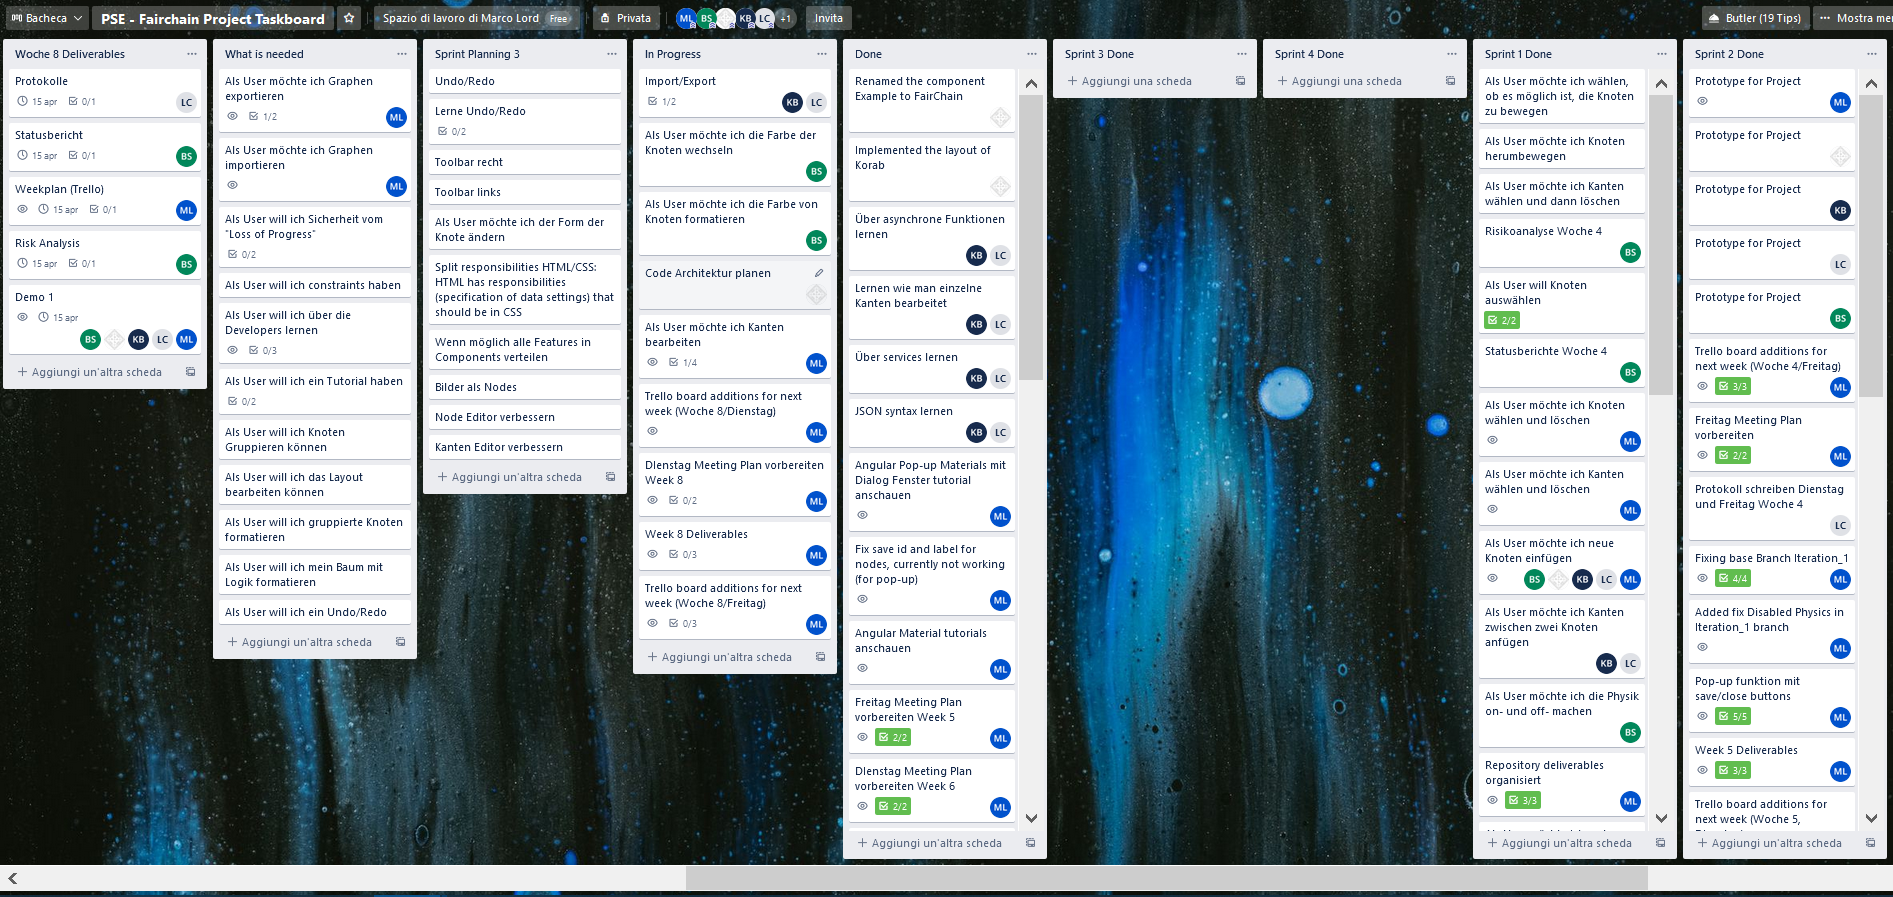 Bacheca
PSE - Fairchain Project Taskboard
Spazio di lavoro di Marco Lord Free
Privata
ML BS KB LC +1
Invita
Butler (19 Tips)
Woche 8 Deliverables
Protokolle
15 apr 0/1
LC
Statusbericht
15 apr 0/1
BS
Weekplan (Trello)
15 apr 0/1
ML
Risk Analysis
15 apr 0/1
BS
Demo 1
15 apr
BS KB LC ML
Aggiungi un'altra scheda
What is needed
Als User möchte ich Graphen
exportieren
1/2
ML
Als User möchte ich Graphen
importieren
ML
Als User will ich Sicherheit vom
"Loss of Progress"
0/2
Als User will ich constraints haben
Als User will ich über die
Developers lernen
0/3
Als User will ich ein Tutorial haben
0/2
Als User will ich Knoten
Gruppieren können
Als User will ich das Layout
bearbeiten können
Als User will ich gruppierte Knoten
formatieren
Als User will ich mein Baum mit
Logik formatieren
Als User will ich ein Undo/Redo
Aggiungi un'altra scheda
Sprint Planning 3
Undo/Redo
Lerne Undo/Redo
0/2
Toolbar recht
Toolbar links
Als User möchte ich der Form der
Knote ändern
Split responsibilities HTML/CSS:
HTML has responsibilities
(specification of data settings) that
should be in CSS
Wenn möglich alle Features in
Components verteilen
Bilder als Nodes
Node Editor verbessern
Kanten Editor verbessern
Aggiungi un'altra scheda
In Progress
Import/Export
1/2
KB LC
Als User möchte ich die Farbe der
Knoten wechseln
BS
Als User möchte ich die Farbe von
Knoten formatieren
BS
Code Architektur planen
Als User möchte ich Kanten
bearbeiten
1/4
ML
Trello board additions for next
week (Woche 8/Dienstag)
ML
DIenstag Meeting Plan vorbereiten
Week 8
0/2
ML
Week 8 Deliverables
0/3
ML
Trello board additions for next
week (Woche 8/Freitag)
0/3
ML
Aggiungi un'altra scheda
Done
Renamed the component
Example to FairChain
Implemented the layout of
Korab
Über asynchrone Funktionen
lernen
KB LC
Lernen wie man einzelne
Kanten bearbeitet
KB LC
Über services lernen
KB LC
JSON syntax lernen
KB LC
Angular Pop-up Materials mit
Dialog Fenster tutorial
anschauen
ML
Fix save id and label for
nodes, currently not working
(for pop-up)
ML
Angular Material tutorials
anschauen
ML
Freitag Meeting Plan
vorbereiten Week 5
2/2
ML
DIenstag Meeting Plan
vorbereiten Week 6
2/2
ML
Aggiungi un'altra scheda
Sprint 3 Done
Aggiungi una scheda
Sprint 4 Done
Aggiungi una scheda
Sprint 1 Done
Als User möchte ich wählen,
ob es möglich ist, die Knoten
zu bewegen
Als User möchte ich Knoten
herumbewegen
Als User möchte ich Kanten
wählen und dann löschen
Risikoanalyse Woche 4
BS
Als User will Knoten
auswählen
2/2
Statusberichte Woche 4
BS
Als User möchte ich Knoten
wählen und löschen
ML
Als User möchte ich Kanten
wählen und löschen
ML
Als User möchte ich neue
Knoten einfügen
BS KB LC ML
Als User möchte ich Kanten
zwischen zwei Knoten
anfügen
KB LC
Als User möchte ich die Physik
on- und off- machen
BS
Repository deliverables
organisiert
3/3
ML
Aggiungi un'altra scheda
Sprint 2 Done
Prototype for Project
ML
Prototype for Project
Prototype for Project
KB
Prototype for Project
LC
Prototype for Project
BS
Trello board additions for
next week (Woche 4/Freitag)
3/3
ML
Freitag Meeting Plan
vorbereiten
2/2
ML
Protokoll schreiben Dienstag
und Freitag Woche 4
LC
Fixing base Branch Iteration_1
4/4
ML
Added fix Disabled Physics in
Iteration_1 branch
ML
Pop-up funktion mit
save/close buttons
5/5
ML
Week 5 Deliverables
3/3
ML
Trello board additions for
next week (Woche 5,
Aggiungi un'altra scheda